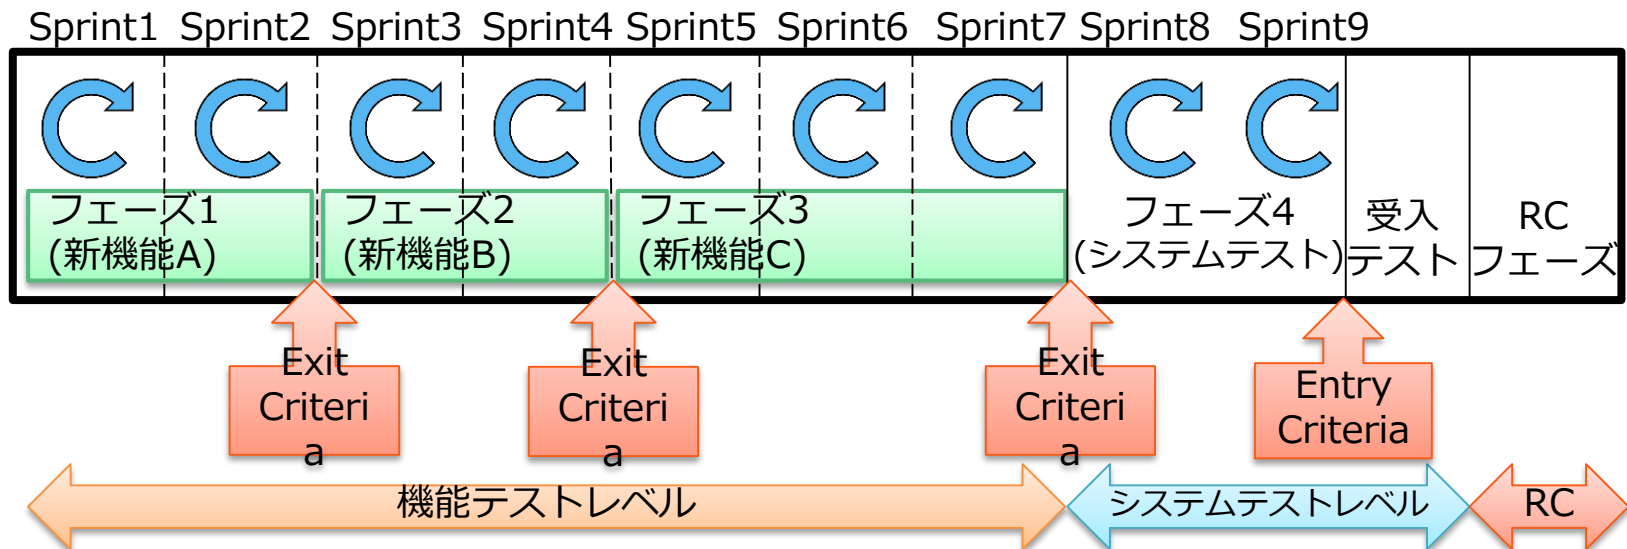 Sprint1 Sprint2 Sprint3 Sprint4 Sprint5 Sprint6 Sprint7 Sprint8 Sprint9
フェーズ1
(新機能A)
フェーズ2
(新機能B)
フェーズ3
(新機能C)
フェーズ4
(システムテスト)
受入
テスト
RC
フェーズ
Exit
Criteri
a
Exit
Criteri
a
Exit
Criteri
a
Entry
Criteria
機能テストレベル
システムテストレベル
RC